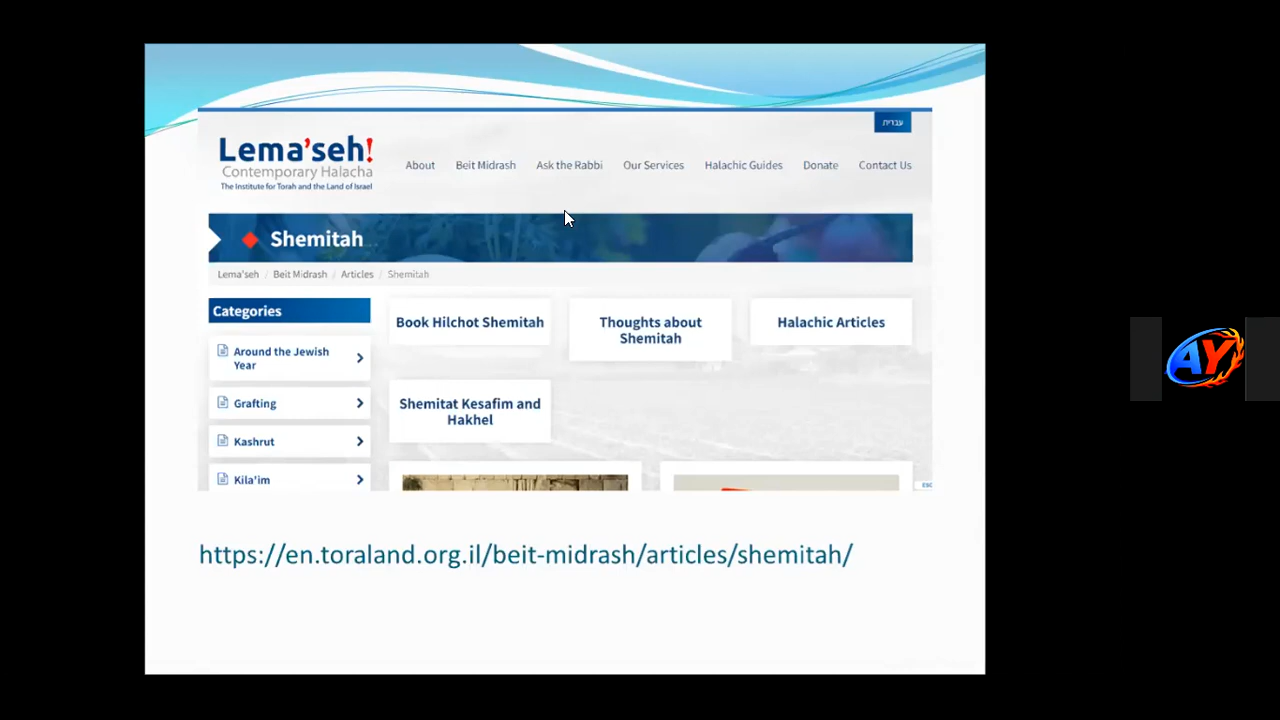 עברית
Lema'seh!
Contemporary Halacha
The Institute for Torah and the Land of Israel
About Beit Midrash Ask the Rabbi Our Services Halachic Guides Donate Contact Us
Shemitah
Lema'seh / Beit Midrash / Articles / Shemitah
Categories
Around the Jewish
Year
Grafting
Kashrut
Kila'im
Book Hilchot Shemitah
Thoughts about
Shemitah
Halachic Articles
Shemitat Kesafim and
Hakhel
ESC
https://en.toraland.org.il/beit-midrash/articles/shemitah/
AY